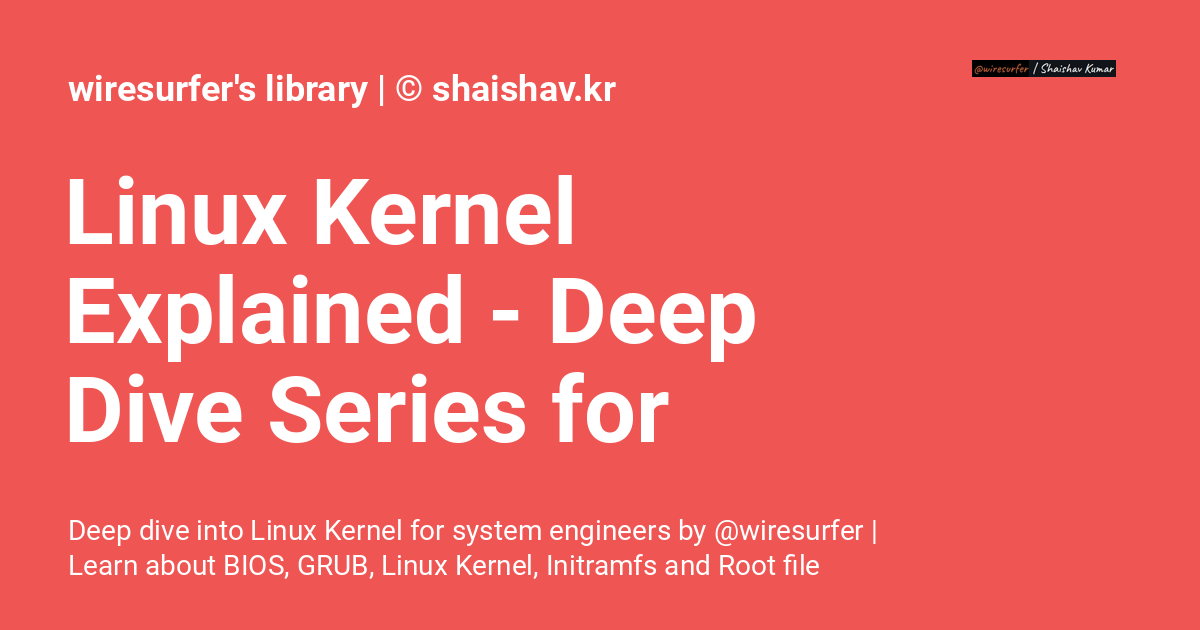 wiresurfer's library | © shaishav.kr
@wiresurfer | Shaishav Kumar
Linux Kernel
Explained - Deep
Dive Series for
Deep dive into Linux Kernel for system engineers by @wiresurfer |
Learn about BIOS, GRUB, Linux Kernel, Initramfs and Root file